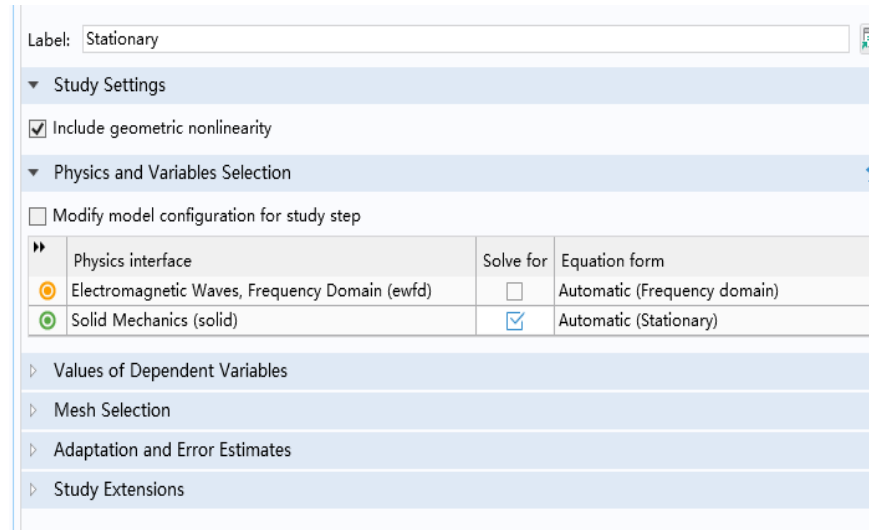 Label: Stationary
Study Settings
Include geometric nonlinearity
Physics and Variables Selection
Modify model configuration for study step
Physics interface Solve for Equation form
Electromagnetic Waves, Frequency Domain (ewfd) Automatic (Frequency domain)
Solid Mechanics (solid) Automatic (Stationary)
Values of Dependent Variables
Mesh Selection
Adaptation and Error Estimates
Study Extensions